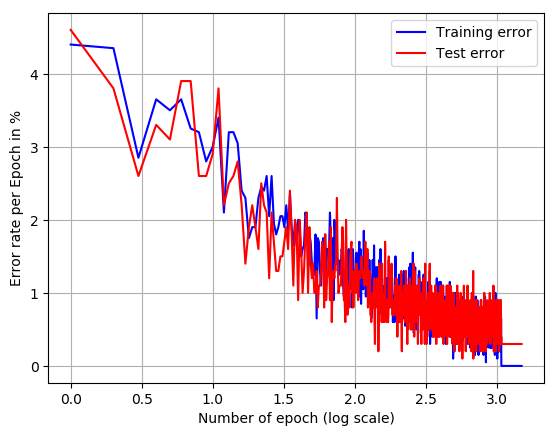 Training error
Test error
Error rate per Epoch in %
4
3
2
1
0
0.0 0.5 1.0 1.5 2.0 2.5 3.0
Number of epoch (log scale)